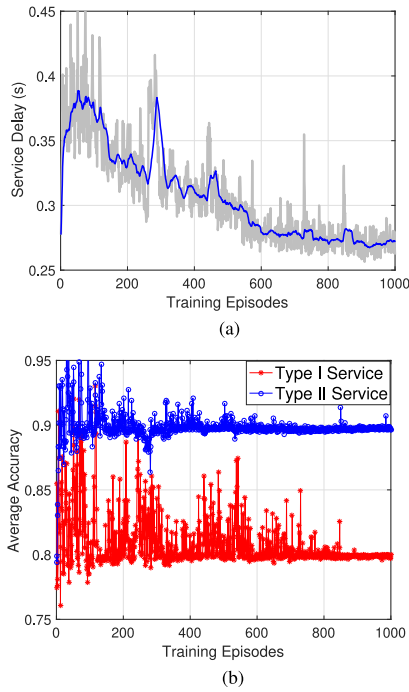 0.45
0.4
0.35
0.3
0.25
Service Delay (s)
0
200
400
600
800
1000
Training Episodes
(a)
0.95
0.9
0.85
0.8
0.75
Average Accuracy
Type I Service
Type II Service
0
200
400
600
800
1000
Training Episodes
(b)